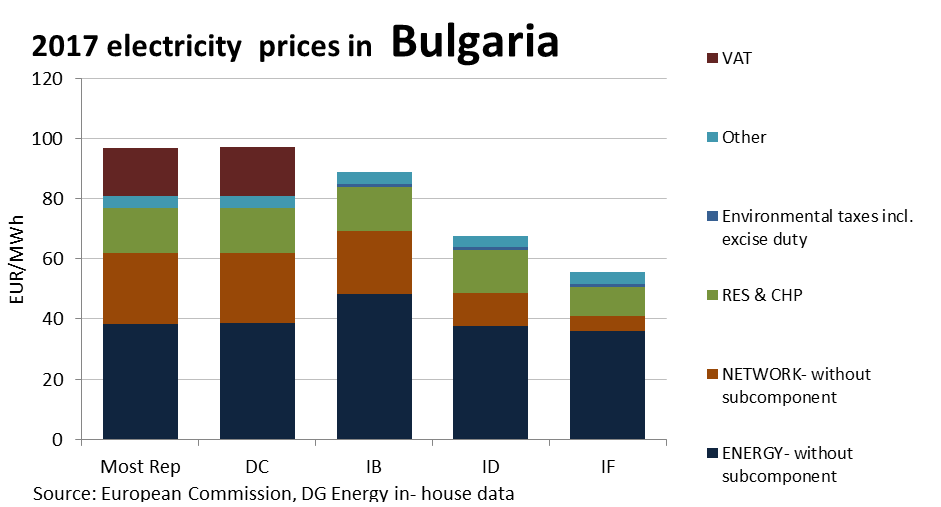 2017 electricity prices in Bulgaria
120
100
80
60
40
20
0
EUR/MWh
Most Rep DC IB ID IF
VAT
Other
Environmental taxes incl.
excise duty
RES & CHP
NETWORK- without
subcomponent
ENERGY- without
subcomponent
Source: European Commission, DG Energy in- house data